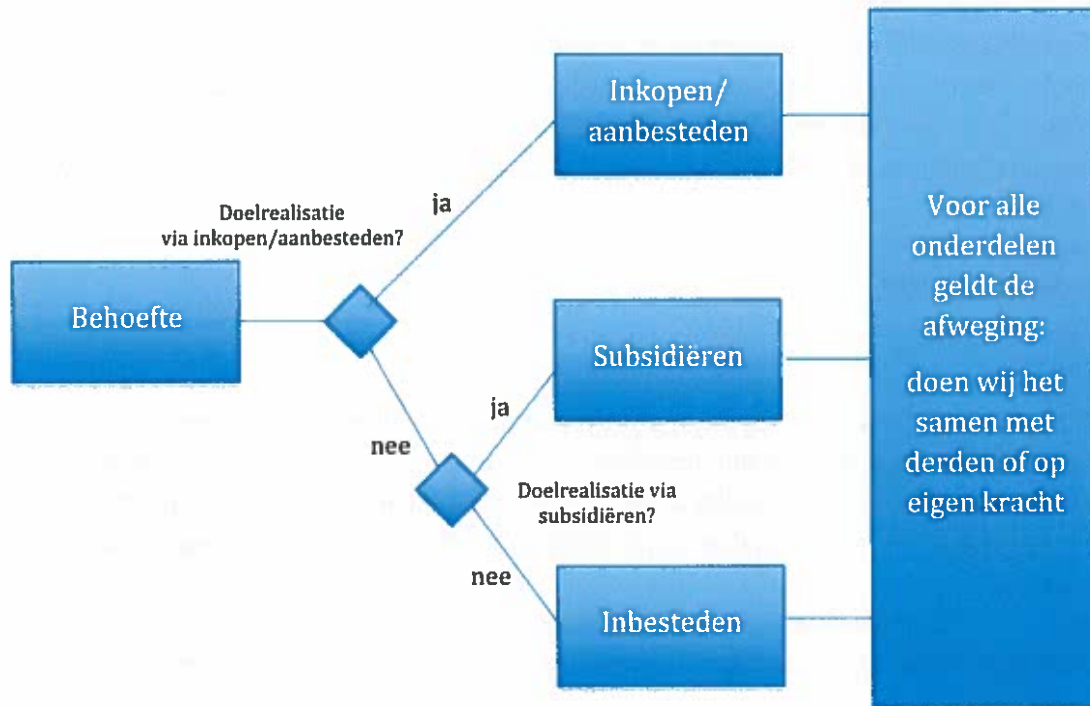 Inkopen/
aanbesteden
ja
Doelrealisatie
via inkopen/aanbesteden?
Behoefte
Subsidiëren
ja
nee
Doelrealisatie via
subsidiëren?
nee
Inbesteden
Voor alle
onderdelen
geldt de
afweging:
doen wij het
samen met
derden of op
eigen kracht